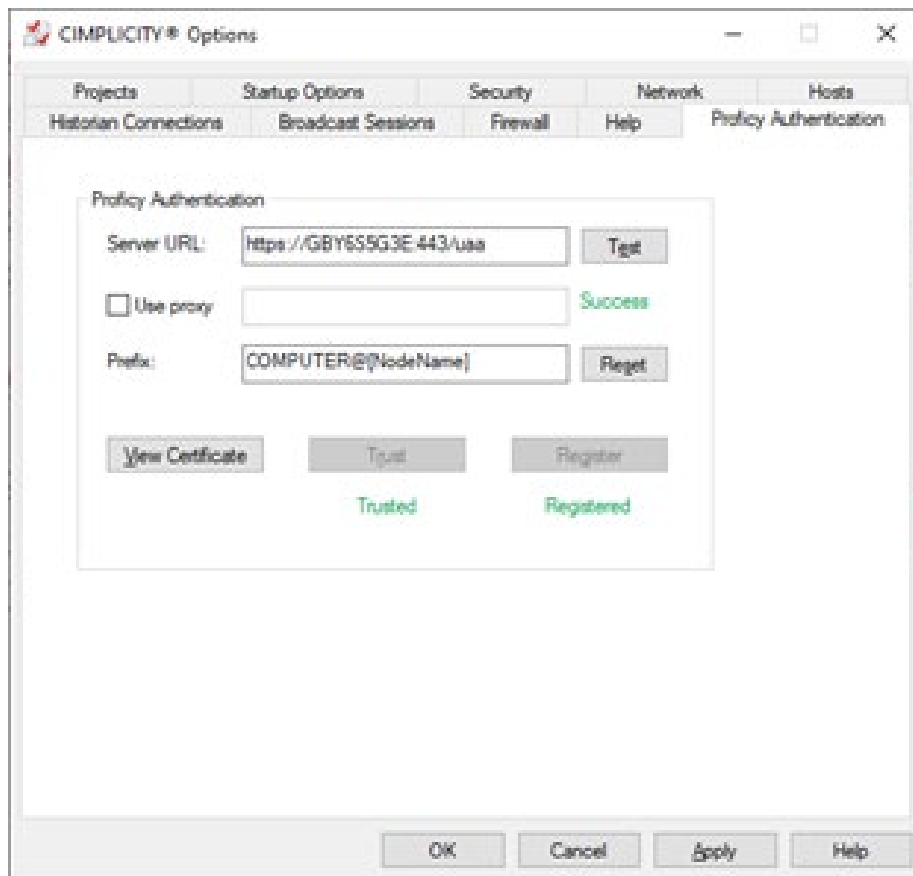 CIMPLICITY® Options
Projects Startup Options Security Network Hosts
Historian Connections Broadcast Sessions Firewall Help Proficy Authentication
Proficy Authentication
Server URL: https://GBY6S5G3E:443/uaa Test
Use proxy Success
Prefix: COMPUTER@[NodeName] Reset
View Certificate Trust Register
Trusted Registered
OK Cancel Apply Help